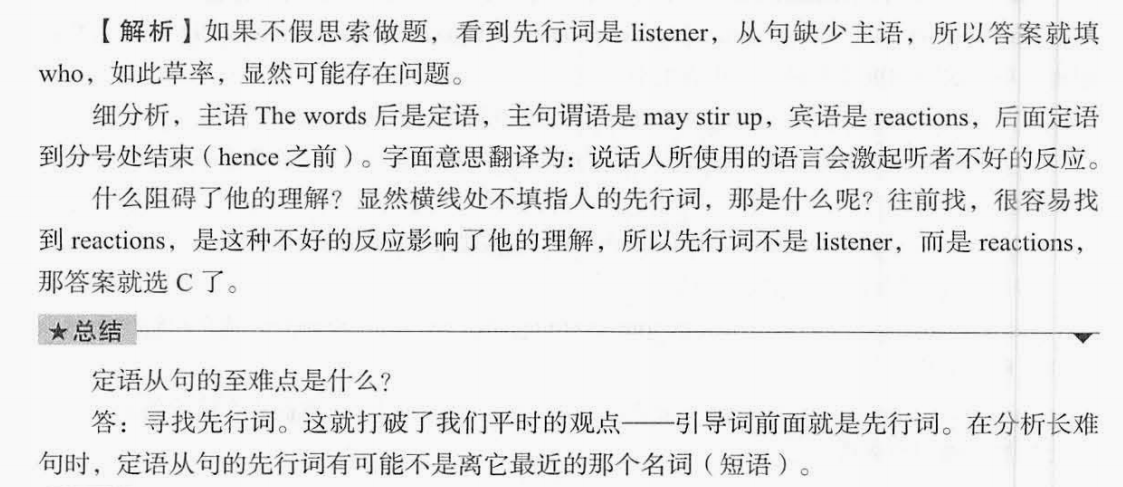 【解析】如果不假思索做题，看到先行词是 listener，从句缺少主语，所以答案就填
who，如此草率，显然可能存在问题。
细分析，主语 The words 后是定语，主句谓语是 may stir up，宾语是 reactions，后面定语
到分号处结束（hence 之前）。字面意思翻译为：说话人所使用的语言会激起听者不好的反应。
什么阻碍了他的理解？显然横线处不填指人的先行词，那是什么呢？往前找，很容易找
到 reactions，是这种不好的反应影响了他的理解，所以先行词不是 listener，而是 reactions，
那答案就选 C 了。
★总结
定语从句的至难点是什么？
答：寻找先行词。这就打破了我们平时的观点——引导词前面就是先行词。在分析长难
句时，定语从句的先行词有可能不是离它最近的那个名词（短语）。